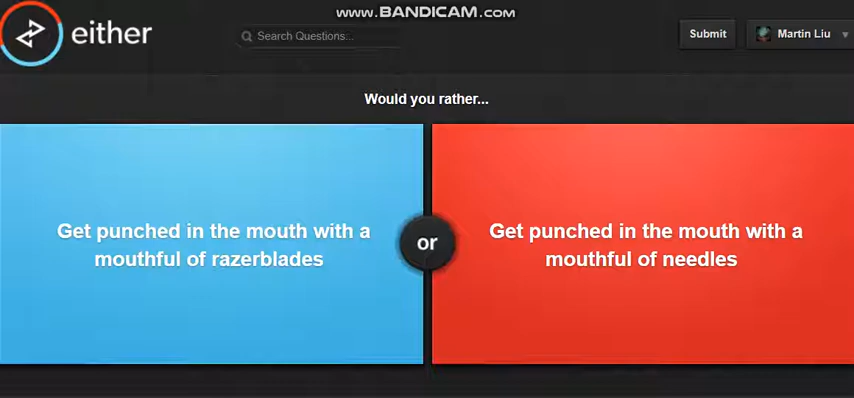 www.BANDICAM.com
either
Search Questions...
Submit
Martin Liu
Would you rather...
Get punched in the mouth with a
mouthful of razerblades
or
Get punched in the mouth with a
mouthful of needles